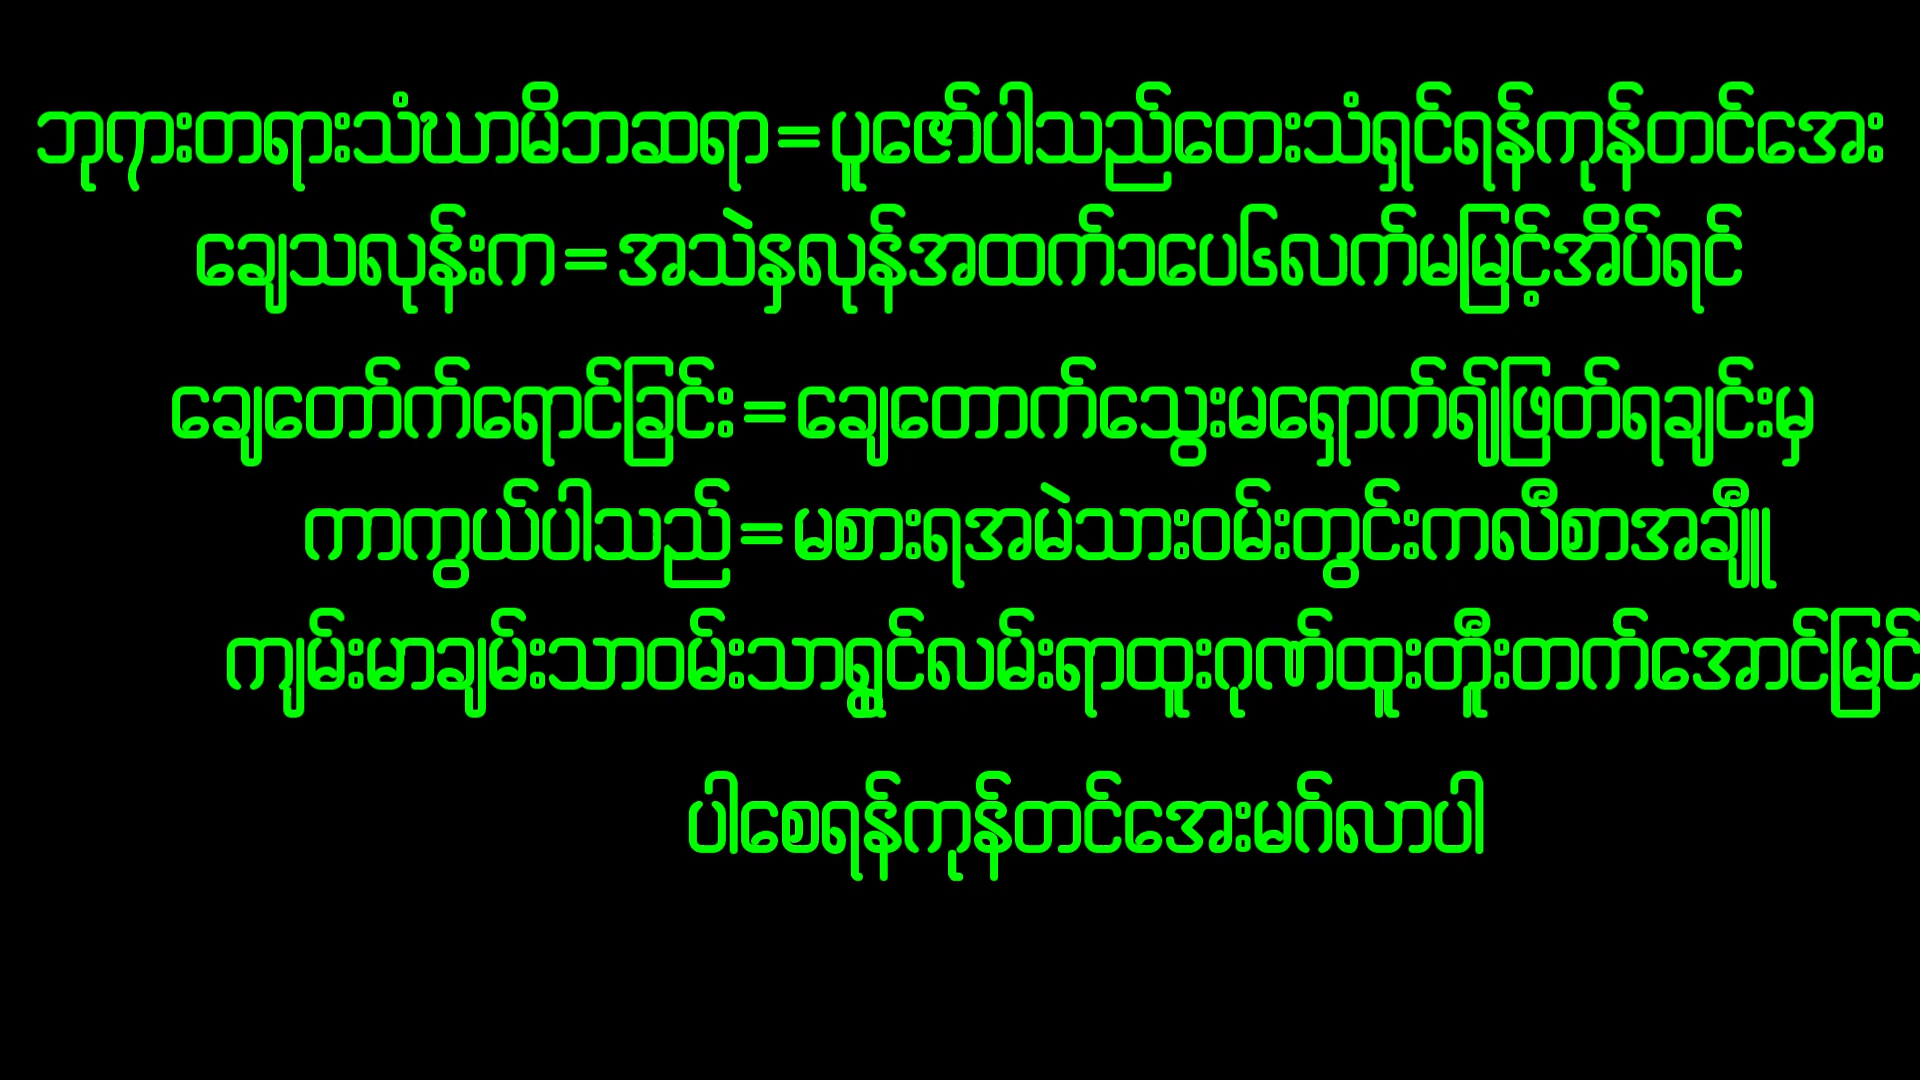 ဘုဂုားတရားသံဃာမိဘဆရာ=ပူဇော်ပါသည်တေးသံရှင်ရန်ကုန်တင်အေး
ချေသလုန်းက=အသဲနှလုန်အထက်၁ပေ၆လက်မမြင့်အိပ်ရင်
ချေတော်က်ရောင်ခြင်း=ချေတောက်သွေးမရှောက်ရ်ျဖြတ်ရချင်းမှ
ကာကွယ်ပါသည်=မစားရအမဲသားဝမ်းတွင်းကလီစာအချီျူ
ကျမ်းမာချမ်းသာဝမ်းသာရွှင်လမ်းရာထူးဂုဏ်ထူးတီူးတက်အောင်မြင်
ပါစေရန်ကုန်တင်အေးမင်္ဂလာပါ